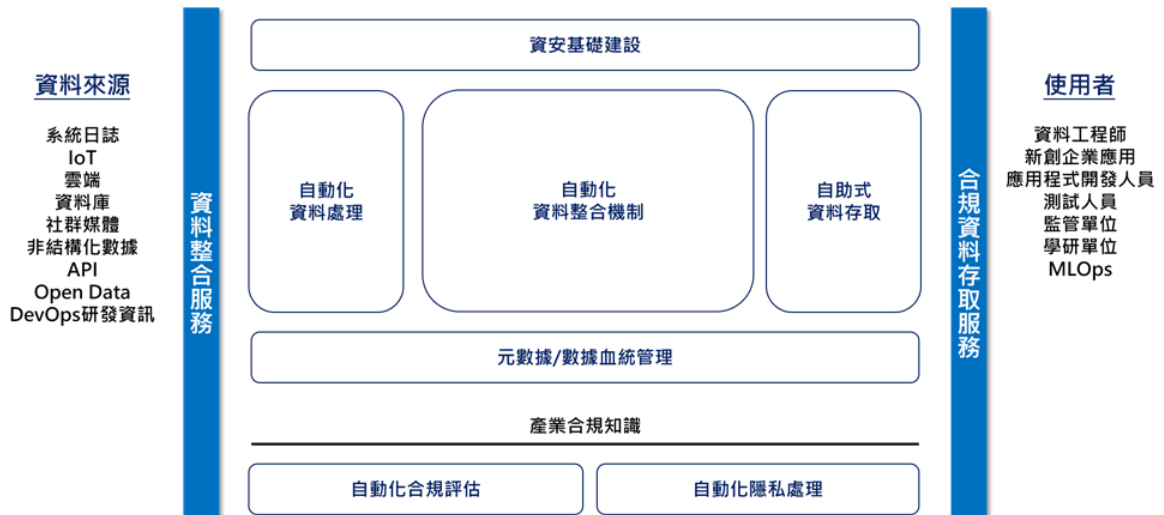 資料來源
系統日誌
IoT
雲端
資料庫
社群媒體
非結構化數據
API
Open Data
DevOps研發資訊
資料整合服務
資安基礎建設
自動化
資料處理
自動化
資料整合機制
自助式
資料存取
元數據/數據血統管理
產業合規知識
自動化合規評估
自動化隱私處理
合規資料存取服務
使用者
資料工程師
新創企業應用
應用程式開發人員
測試人員
監管單位
學研單位
MLOps